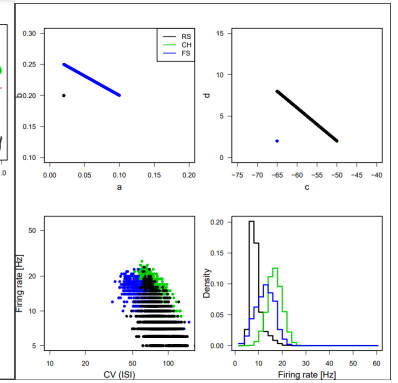 RS
CH
FS
0.30
0.25
0.20
0.15
0.10
b
0.00 0.05 0.10 0.15 0.20
a
15
10
5
0
d
−75 −70 −65 −60 −55 −50 −45 −40
c
.0
50
20
10
5
Firing rate [Hz]
10 20 50 100
CV (ISI)
0.20
0.15
0.10
0.05
0.00
Density
0 10 20 30 40 50 60
Firing rate [Hz]